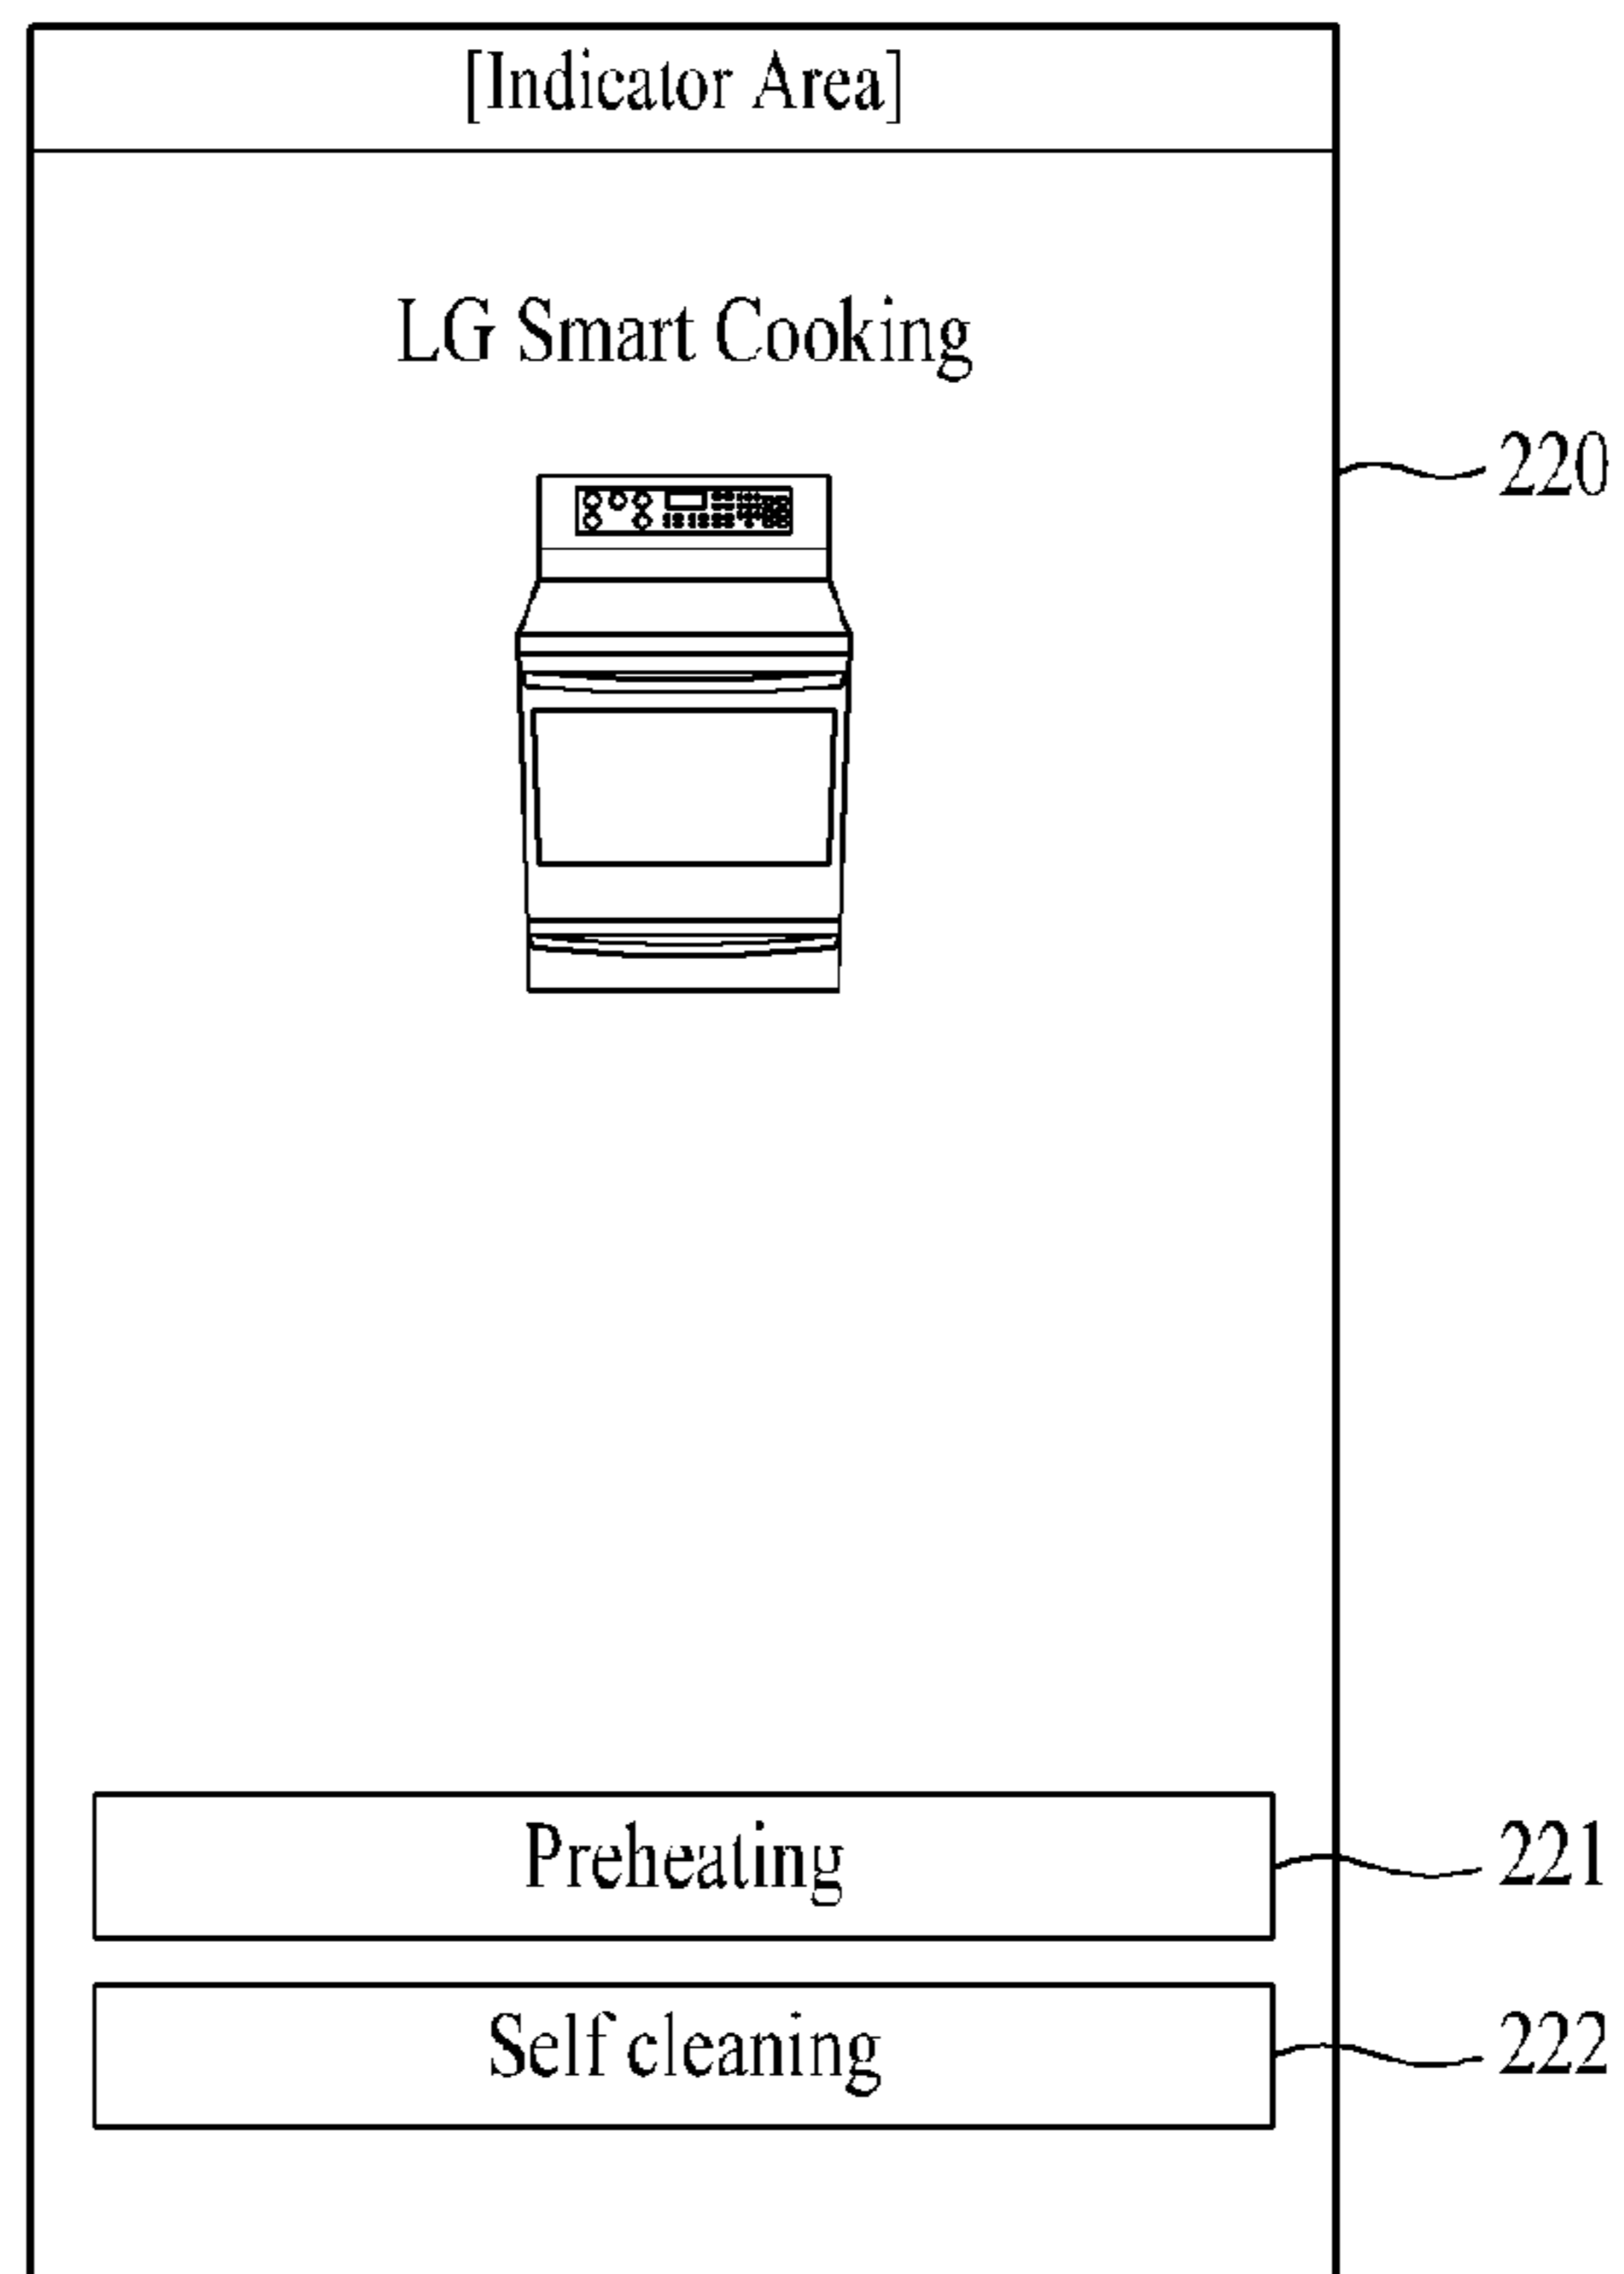 [Indicator Area]
LG Smart Cooking
220
Preheating
221
Self cleaning
222